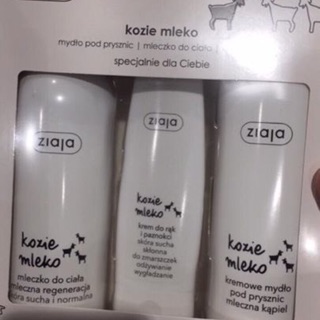 kozie mleko
mydło pod prysznic | mleczko do ciała |
specjalnie dla Ciebie
ziaja
kozie
mleko
mleczko do ciała
mleczna regeneracja
skóra sucha i normalna
ziaja
kozie
mleko
krem do rąk
i paznokci
skóra sucha
skłonna
do zmarszczek
odżywianie
wygładzanie
ziaja
kozie
mleko
kremowe mydło
pod prysznic
mleczna kąpiel